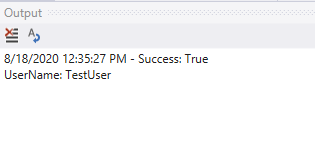 Output
8/18/2020 12:35:27 PM - Success: True
UserName: TestUser